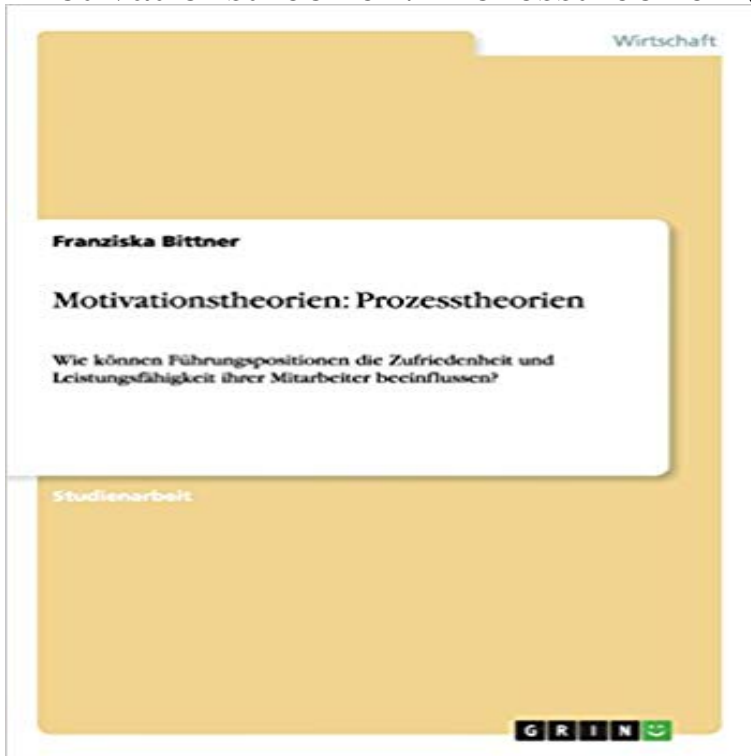 Wirtschaft
Franziska Bittner
Motivationstheorien: Prozesstheorien
Wie können Führungspositionen die Zufriedenheit und
Leistungsfähigkeit ihrer Mitarbeiter beeinflussen?
Studienarbeit
GRIN